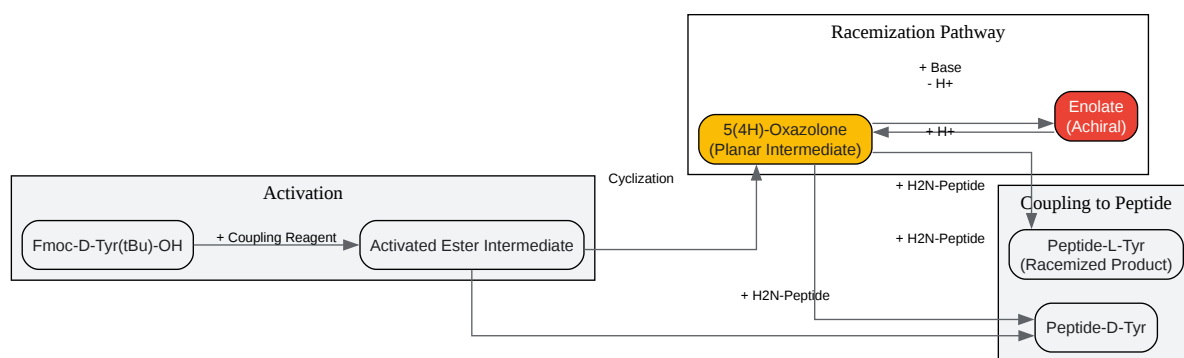 Racemization Pathway
+ Base
- H+
Enolate
(Achiral)
5(4H)-Oxazolone
(Planar Intermediate)
+ H+
Cyclization
+ H2N-Peptide
Activation
Coupling to Peptide
Fmoc-D-Tyr(tBu)-OH
+ Coupling Reagent
Activated Ester Intermediate
+ H2N-Peptide
Peptide-L-Tyr
(Racemized Product)
+ H2N-Peptide
Peptide-D-Tyr